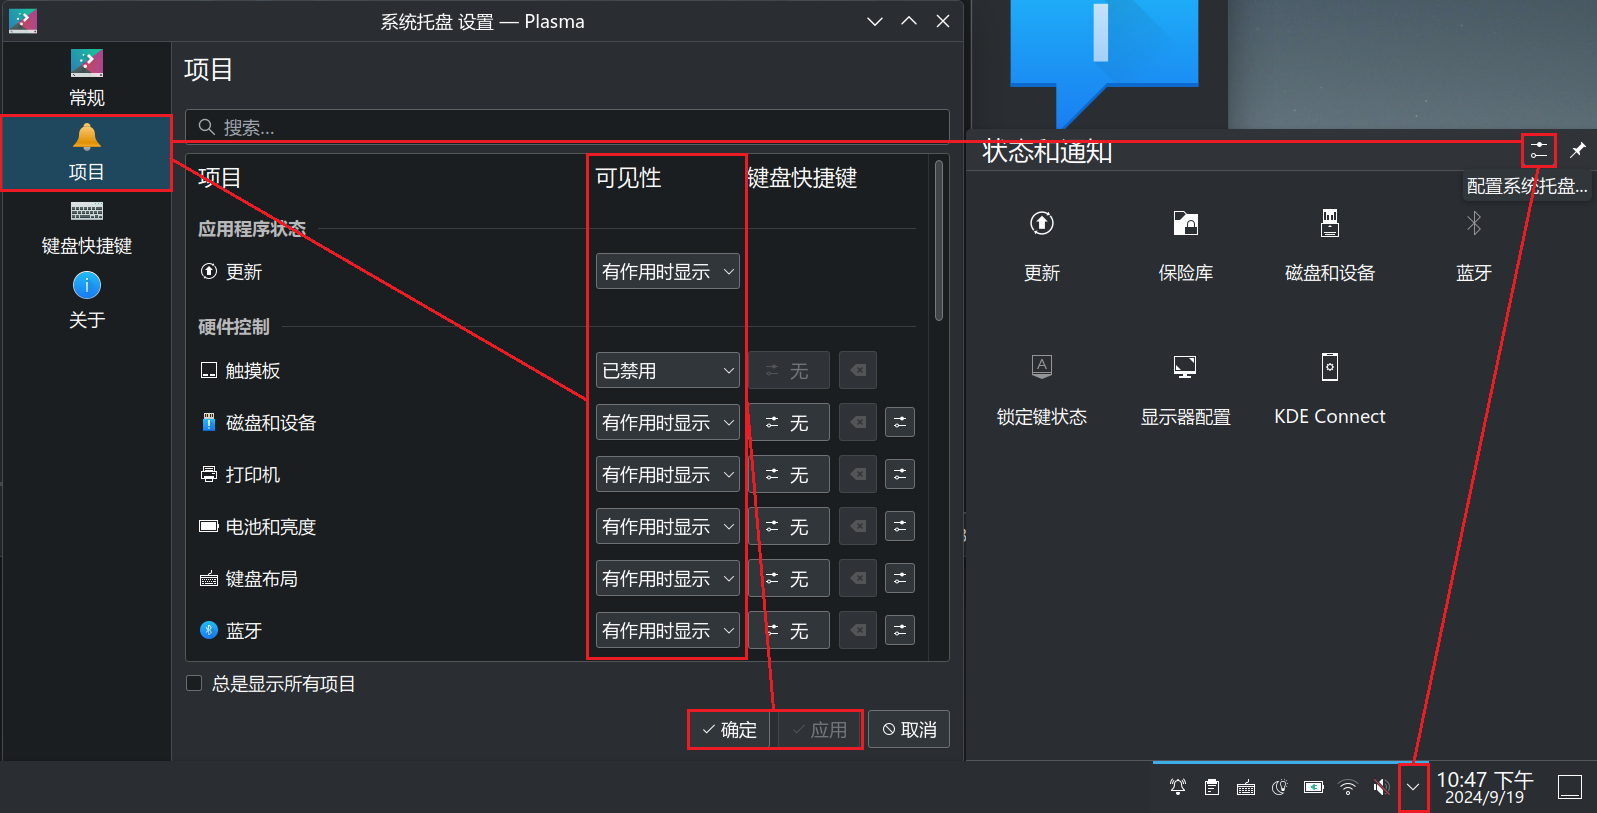 系统托盘 设置 — Plasma
常规
项目
键盘快捷键
关于
项目
搜索...
项目
可见性
键盘快捷键
应用程序状态
更新
有作用时显示
硬件控制
触摸板
已禁用
无
磁盘和设备
有作用时显示
无
打印机
有作用时显示
无
电池和亮度
有作用时显示
无
键盘布局
有作用时显示
无
蓝牙
有作用时显示
无
总是显示所有项目
确定
应用
取消
状态和通知
配置系统托盘...
更新
保险库
磁盘和设备
蓝牙
A
锁定键状态
显示器配置
KDE Connect
10:47 下午
2024/9/19